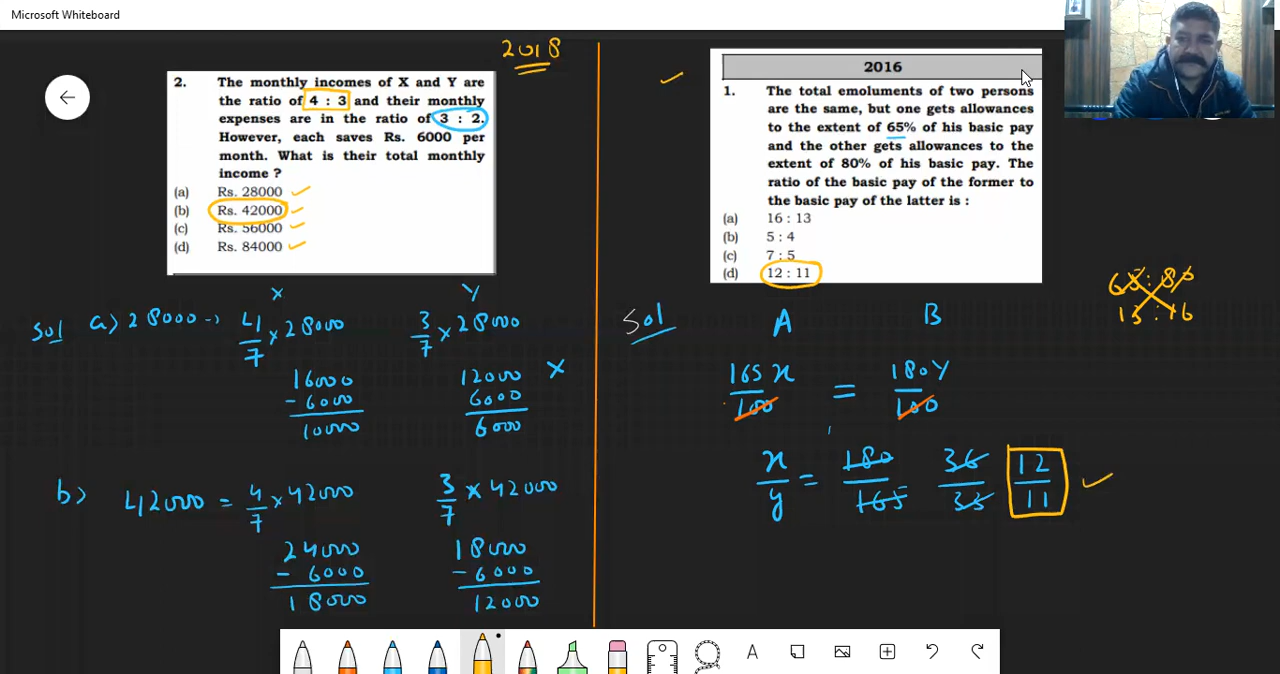 Microsoft Whiteboard
2018
2. The monthly incomes of X and Y are
the ratio of 4 : 3 and their monthly
expenses are in the ratio of 3 : 2.
However, each saves Rs. 6000 per
month. What is their total monthly
income ?
(a) Rs. 28000
(b) Rs. 42000
(c) Rs. 56000
(d) Rs. 84000
X Y
Sol a) 28000 → 4/7 × 28000 3/7 × 28000
16000 12000 X
- 6000 6000
10000 6000
b) 42000 = 4/7 × 42000 3/7 × 42000
24000 18000
- 6000 - 6000
18000 12000
2016
1. The total emoluments of two persons
are the same, but one gets allowances
to the extent of 65% of his basic pay
and the other gets allowances to the
extent of 80% of his basic pay. The
ratio of the basic pay of the former to
the basic pay of the latter is :
(a) 16 : 13
(b) 5 : 4
(c) 7 : 5
(d) 12 : 11
65 : 80
13 : 16
Sol A B
165x/100 = 180y/100
x/y = 180/165 36/33 12/11
A